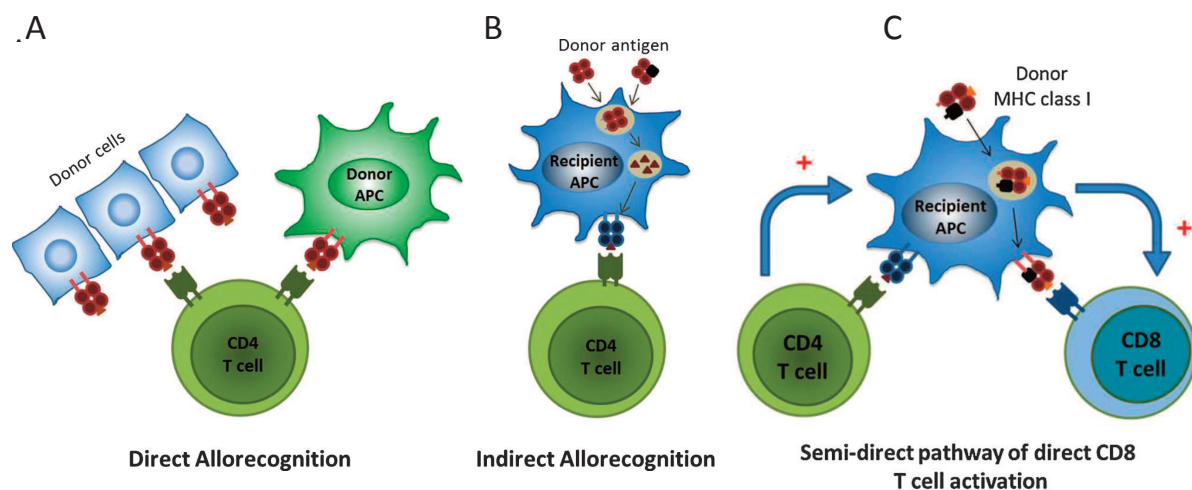 A
Donor cells
Donor
APC
CD4
T cell
Direct Allorecognition
B
Donor antigen
Recipient
APC
CD4
T cell
Indirect Allorecognition
C
Donor
MHC class I
+
Recipient
APC
+
CD4
T cell
CD8
T cell
Semi-direct pathway of direct CD8
T cell activation